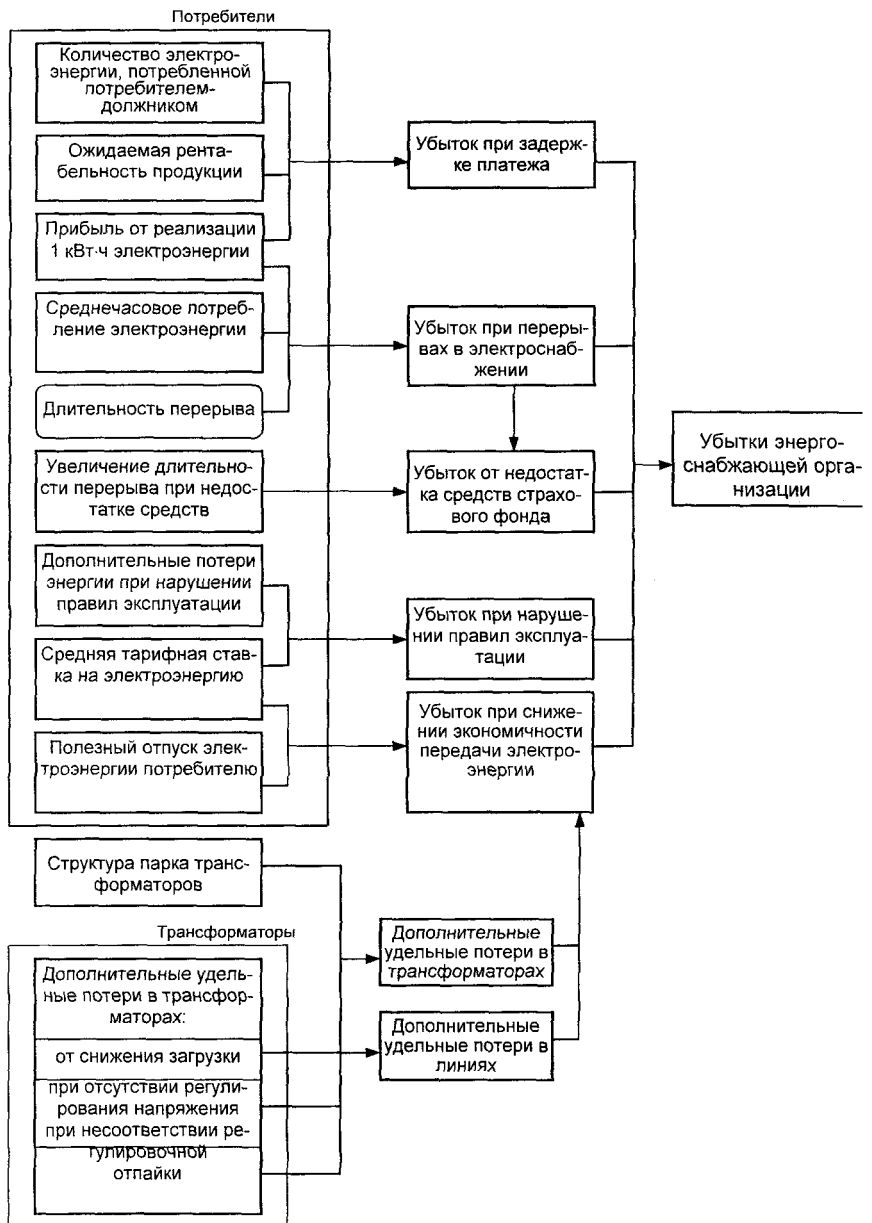 Потребители
Количество электро-
энергии, потребленной
потребителем-
должником
Ожидаемая рента-
бельность продукции
Прибыль от реализации
1 кВт·ч электроэнергии
Среднечасовое потреб-
ление электроэнергии
Длительность перерыва
Увеличение длительно-
сти перерыва при недос-
татке средств
Дополнительные потери
энергии при нарушении
правил эксплуатации
Средняя тарифная став-
ка на электроэнергию
Полезный отпуск элек-
троэнергии потребителю
Убыток при задерж-
ке платежа
Убыток при переры-
вах в электроснаб-
жении
Убыток от недостат-
ка средств страхо-
вого фонда
Убыток при наруше-
нии правил эксплуа-
тации
Убыток при сниже-
нии экономичности
передачи электро-
энергии
Убытки энерго-
снабжающей орга-
низации
Структура парка транс-
форматоров
Трансформаторы
Дополнительные удель-
ные потери в трансфор-
маторах:
от снижения загрузки
при отсутствии регули-
рования напряжения
при несоответствии ре-
гулировочной
отпайки
Дополнительные
удельные потери в
трансформаторах
Дополнительные
удельные потери в
линиях